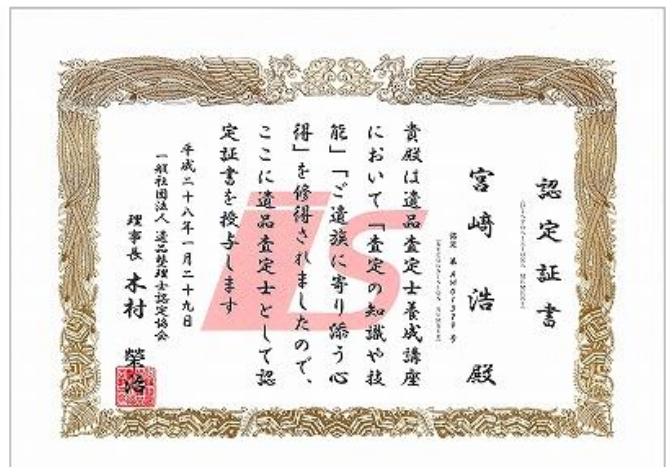 認定証書
宮崎 浩 殿
貴殿は遺品査定士養成講座
において「査定の知識や技
能」「ご遺族に寄り添う心
得」を修得されましたので、
ここに遺品査定士として認
定証書を授与します
平成二十八年一月二十九日
一般社団法人 遺品整理士認定協会
理事長 木村 榮治
is